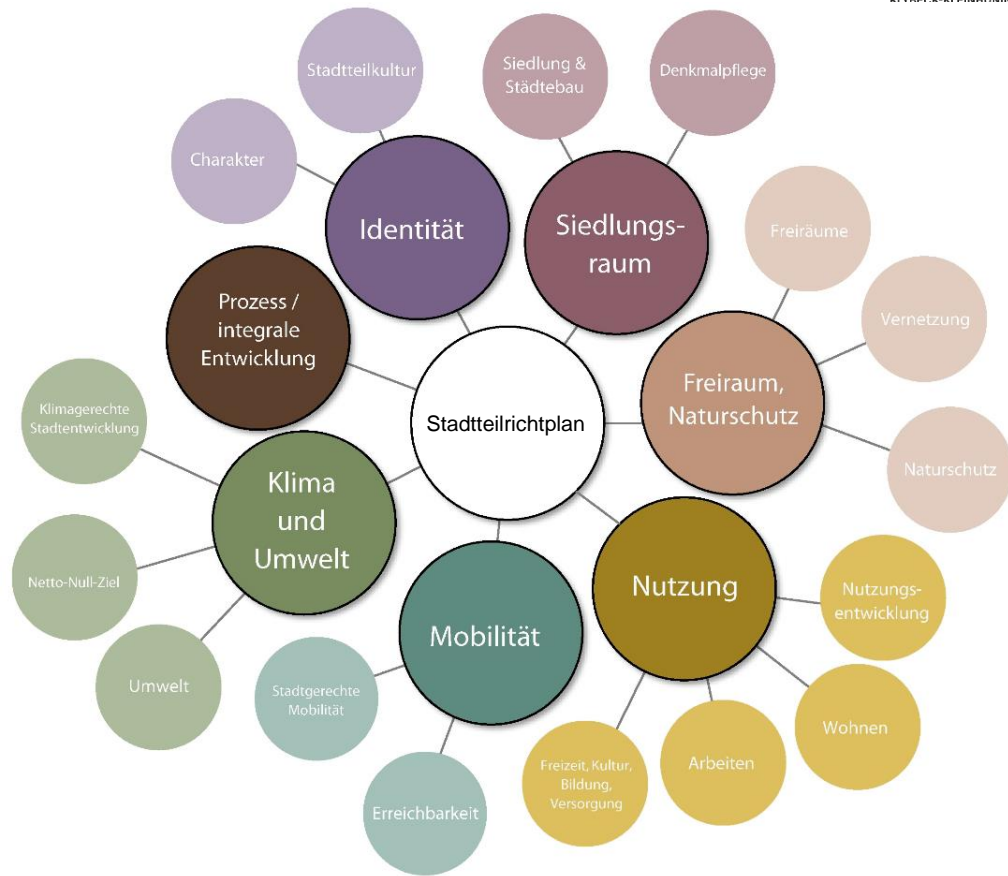 Stadtteilkultur
Siedlung &
Städtebau
Denkmalpflege
Charakter
Identität
Siedlungs-
raum
Freiräume
Prozess /
integrale
Entwicklung
Vernetzung
Freiraum,
Naturschutz
Stadtteilrichtplan
Klimagerechte
Stadtentwicklung
Naturschutz
Klima
und
Umwelt
Netto-Null-Ziel
Nutzung
Nutzungs-
entwicklung
Mobilität
Umwelt
Stadtgerechte
Mobilität
Wohnen
Freizeit, Kultur,
Bildung,
Versorgung
Arbeiten
Erreichbarkeit